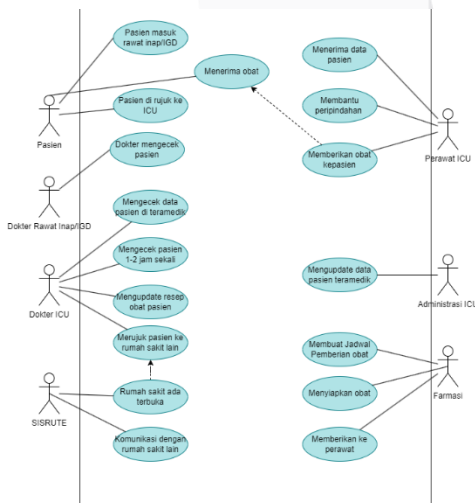 Pasien masuk
rawat inap/IGD
Menerima obat
Pasien di rujuk ke
ICU
Pasien
Dokter mengecek
pasien
Dokter Rawat Inap/IGD
Mengecek data
pasien di teramedik
Mengecek pasien
1-2 jam sekali
Mengupdate resep
obat pasien
Dokter ICU
Merujuk pasien ke
rumah sakit lain
Rumah sakit ada
terbuka
SISRUTE
Komunikasi dengan
rumah sakit lain
Menerima data
pasien
Membantu
peripindahan
Memberikan obat
kepasien
Perawat ICU
Mengupdate data
pasien teramedik
Administrasi ICU
Membuat Jadwal
Pemberian obat
Menyiapkan obat
Farmasi
Memberikan ke
perawat